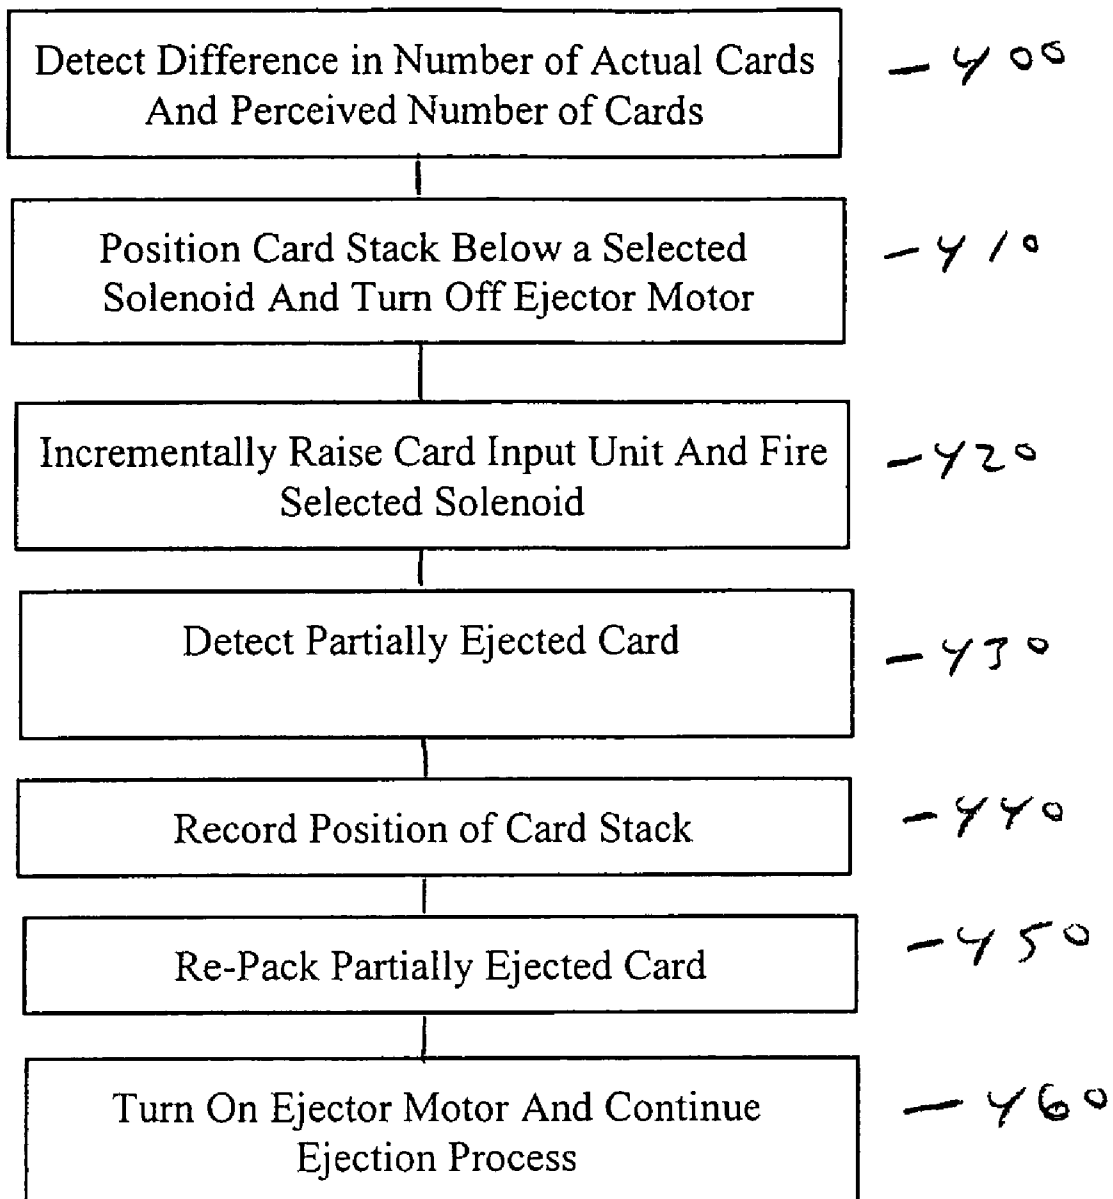 Detect Difference in Number of Actual Cards
And Perceived Number of Cards
-400
Position Card Stack Below a Selected
Solenoid And Turn Off Ejector Motor
-410
Incrementally Raise Card Input Unit And Fire
Selected Solenoid
-420
Detect Partially Ejected Card
-430
Record Position of Card Stack
-440
Re-Pack Partially Ejected Card
-450
Turn On Ejector Motor And Continue
Ejection Process
-460